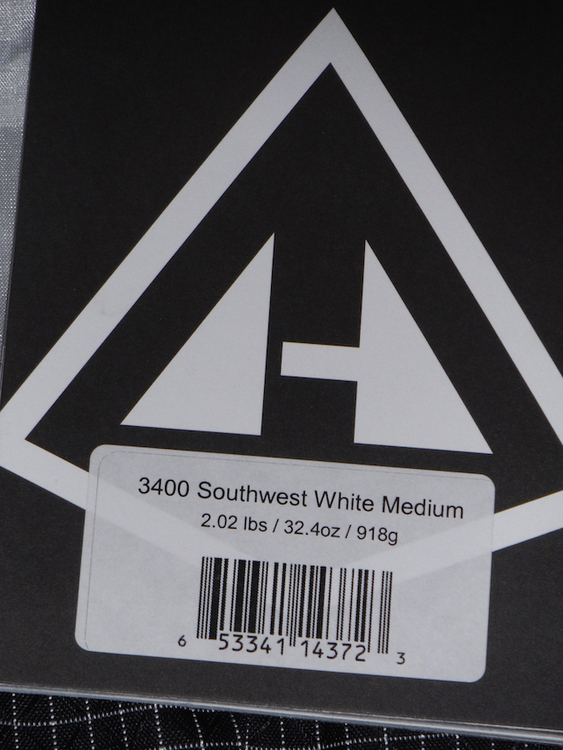 3400 Southwest White Medium
2.02 lbs / 32.4oz / 918g
6 53341 14372 3